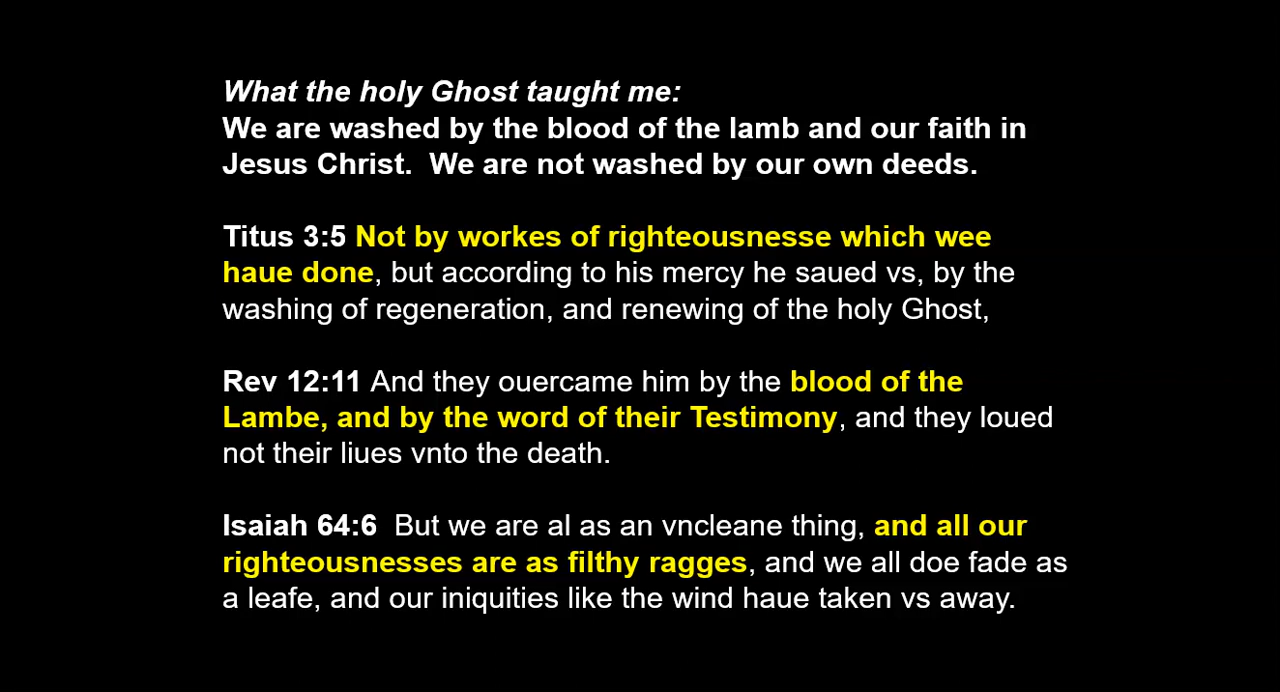 What the holy Ghost taught me:
We are washed by the blood of the lamb and our faith in
Jesus Christ.  We are not washed by our own deeds.
Titus 3:5 Not by workes of righteousnesse which wee
haue done, but according to his mercy he saued vs, by the
washing of regeneration, and renewing of the holy Ghost,
Rev 12:11 And they ouercame him by the blood of the
Lambe, and by the word of their Testimony, and they loued
not their liues vnto the death.
Isaiah 64:6  But we are al as an vncleane thing, and all our
righteousnesses are as filthy ragges, and we all doe fade as
a leafe, and our iniquities like the wind haue taken vs away.